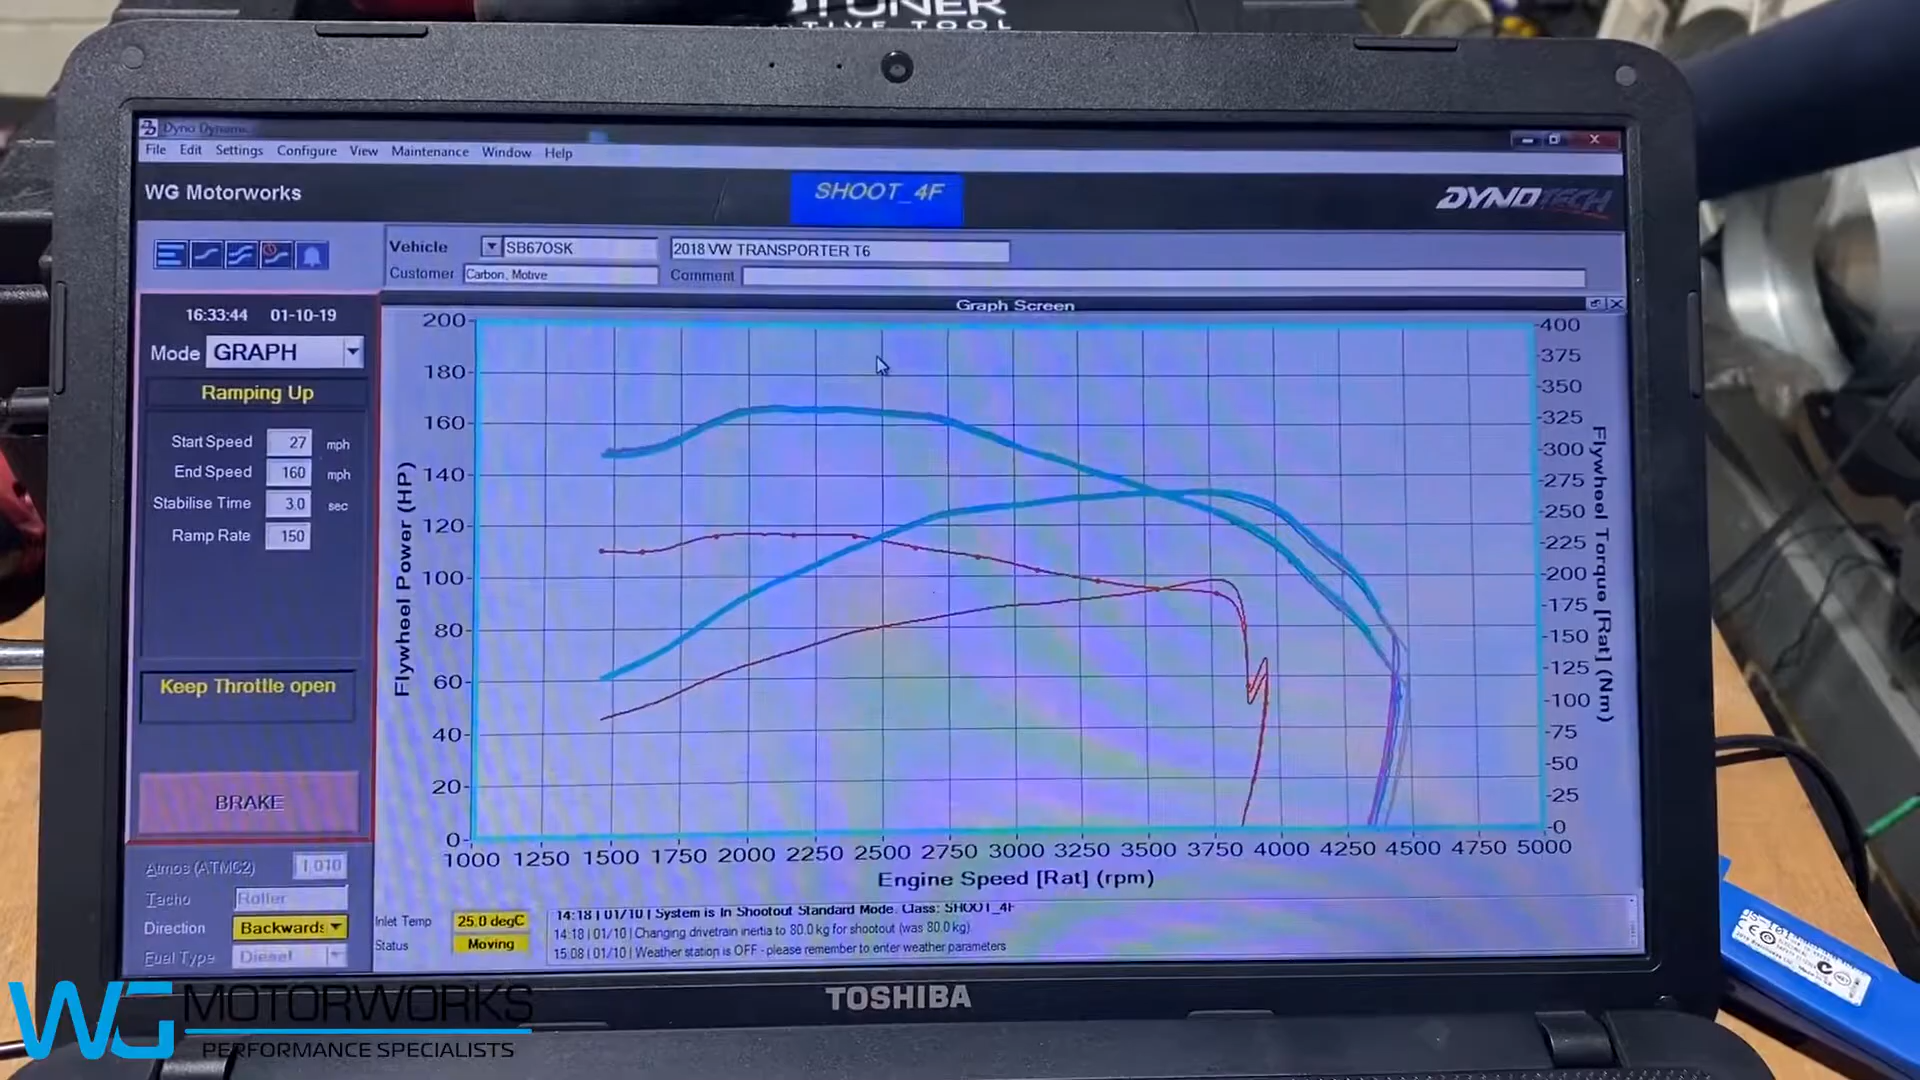 TUNER
TIVE TOOL
Dyno Dynamic
File Edit Settings Configure View Maintenance Window Help
WG Motorworks
SHOOT_4F
DYNOTECH
Vehicle SB67OSK 2018 VW TRANSPORTER T6
Customer Carbon, Motive Comment
Graph Screen
16:33:44 01-10-19
Mode GRAPH
Ramping Up
Start Speed 27 mph
End Speed 160 mph
Stabilise Time 3.0 sec
Ramp Rate 150
Keep Throttle open
BRAKE
Atmos (ATMC2) 1.010
Tacho Roller
Direction Backwards
Fuel Type Diesel
Flywheel Power (HP)
200
180
160
140
120
100
80
60
40
20
0
400
375
350
325
300
275
250
225
200
175
150
125
100
75
50
25
0
Flywheel Torque [Rat] (Nm)
1000 1250 1500 1750 2000 2250 2500 2750 3000 3250 3500 3750 4000 4250 4500 4750 5000
Engine Speed [Rat] (rpm)
Inlet Temp 25.0 degC
Status Moving
14:18 | 01/10 | System is In Shootout Standard Mode. Class: SHOOT_4F
14:18 | 01/10 | Changing drivetrain inertia to 80.0 kg for shootout (was 80.0 kg)
15:08 | 01/10 | Weather station is OFF - please remember to enter weather parameters
TOSHIBA
WG MOTORWORKS
PERFORMANCE SPECIALISTS